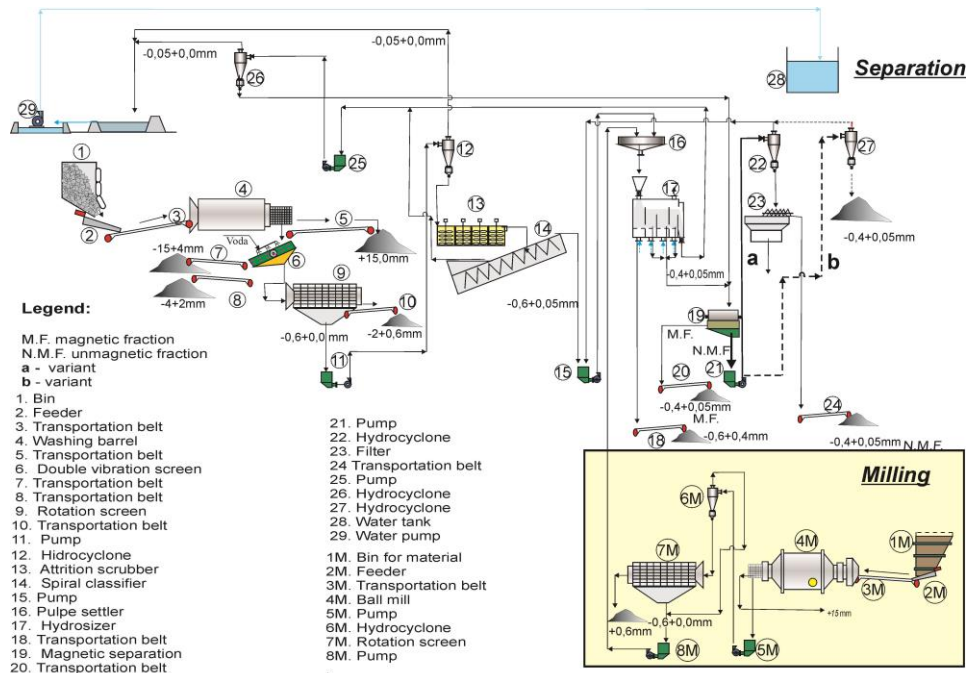 -0,05+0,0mm
-0,05+0,0mm
26
28
Separation
29
1
25
12
16
22
27
4
13
17
23
2
3
5
14
-0,4+0,05mm
Voda
6
+15,0mm
-15+4mm
7
9
-0,4+0,05mm
a
b
-4+2mm
8
10
-0,6+0,05mm
19
M.F.
-0,6+0,0mm
-2+0,6mm
N.M.F.
11
15
20
21
-0,4+0,05mm
24
M.F.
18
-0,6+0,4mm
-0,4+0,05mm
N.M.F.
Legend:
M.F. magnetic fraction
N.M.F. unmagnetic fraction
a - variant
b - variant
1. Bin
2. Feeder
3. Transportation belt
4. Washing barrel
5. Transportation belt
6. Double vibration screen
7. Transportation belt
8. Transportation belt
9. Rotation screen
10. Transportation belt
11. Pump
12. Hidrocyclone
13. Attrition scrubber
14. Spiral classifier
15. Pump
16. Pulpe settler
17. Hydrosizer
18. Transportation belt
19. Magnetic separation
20. Transportation belt
21. Pump
22. Hydrocyclone
23. Filter
24 Transportation belt
25. Pump
26. Hydrocyclone
27. Hydrocyclone
28. Water tank
29. Water pump
1M. Bin for material
2M. Feeder
3M. Transportation belt
4M. Ball mill
5M. Pump
6M. Hydrocyclone
7M. Rotation screen
8M. Pump
Milling
6M
1M
7M
4M
3M
2M
+15mm
+0,6mm
-0,6+0,0mm
8M
5M